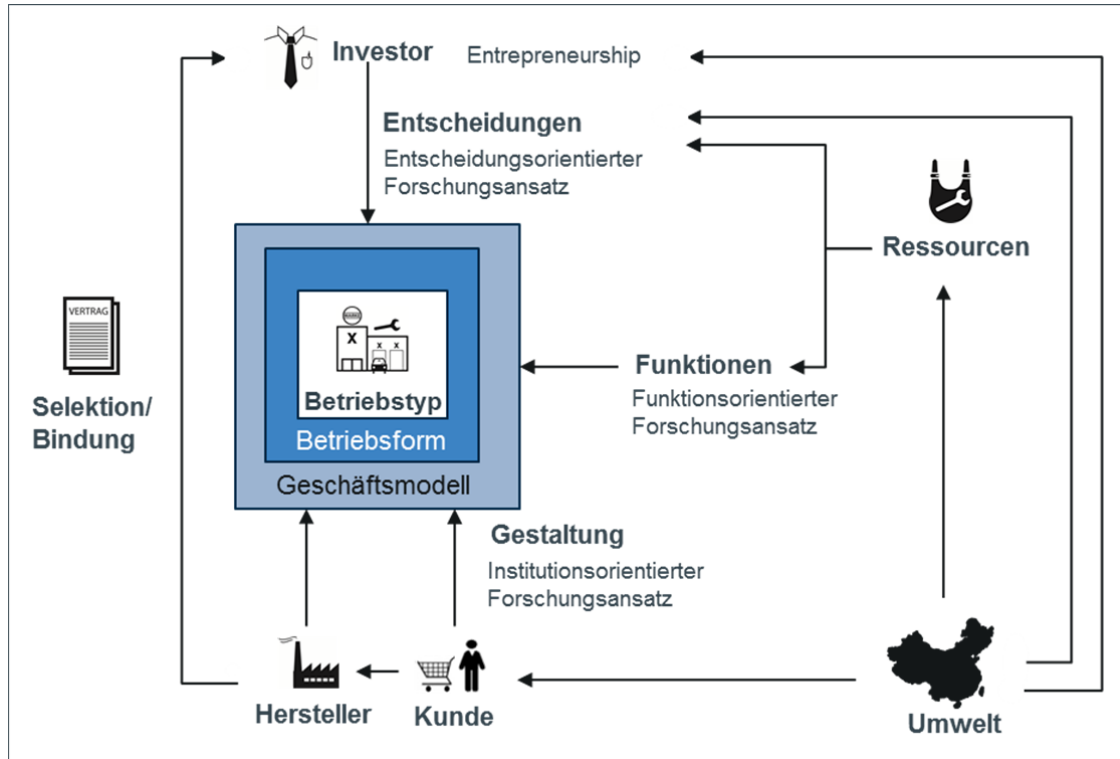 Investor Entrepreneurship
Entscheidungen
Entscheidungsorientierter
Forschungsansatz
Ressourcen
VERTRAG
Selektion/
Bindung
X
X X
Betriebstyp
Betriebsform
Geschäftsmodell
Funktionen
Funktionsorientierter
Forschungsansatz
Gestaltung
Institutionsorientierter
Forschungsansatz
Hersteller
Kunde
Umwelt